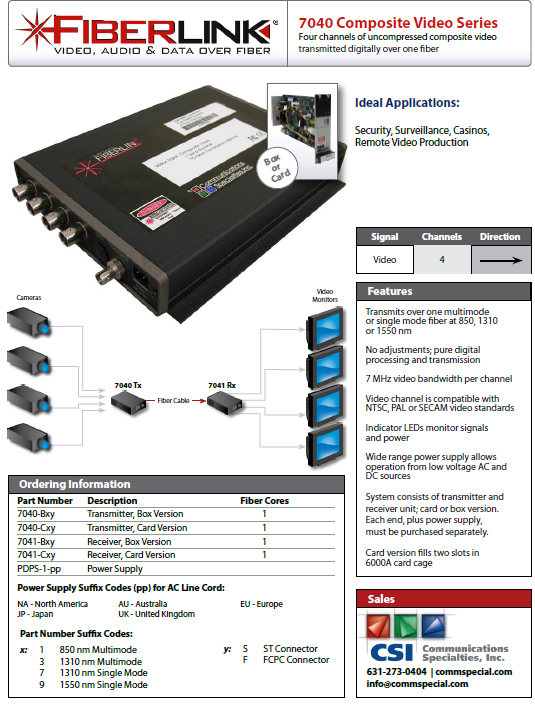 FIBERLINK®
VIDEO, AUDIO & DATA OVER FIBER
7040 Composite Video Series
Four channels of uncompressed composite video
transmitted digitally over one fiber
Ideal Applications:
Security, Surveillance, Casinos,
Remote Video Production
FIBERLINK
Communications
Specialties, Inc.
Box
or
Card
Signal Channels Direction
Video 4
Features
Transmits over one multimode
or single mode fiber at 850, 1310
or 1550 nm
No adjustments; pure digital
processing and transmission
7 MHz video bandwidth per channel
Video channel is compatible with
NTSC, PAL or SECAM video standards
Indicator LEDs monitor signals
and power
Wide range power supply allows
operation from low voltage AC and
DC sources
System consists of transmitter and
receiver unit; card or box version.
Each end, plus power supply,
must be purchased separately.
Card version fills two slots in
6000A card cage
Cameras
Video
Monitors
7040 Tx
Fiber Cable
7041 Rx
Ordering Information
Part Number Description Fiber Cores
7040-Bxy Transmitter, Box Version 1
7040-Cxy Transmitter, Card Version 1
7041-Bxy Receiver, Box Version 1
7041-Cxy Receiver, Card Version 1
PDPS-1-pp Power Supply
Power Supply Suffix Codes (pp) for AC Line Cord:
NA - North America AU - Australia EU - Europe
JP - Japan UK - United Kingdom
Part Number Suffix Codes:
x: 1 850 nm Multimode y: S ST Connector
3 1310 nm Multimode F FCPC Connector
7 1310 nm Single Mode
9 1550 nm Single Mode
Sales
CSI Communications
Specialties, Inc.
631-273-0404 | commspecial.com
info@commspecial.com